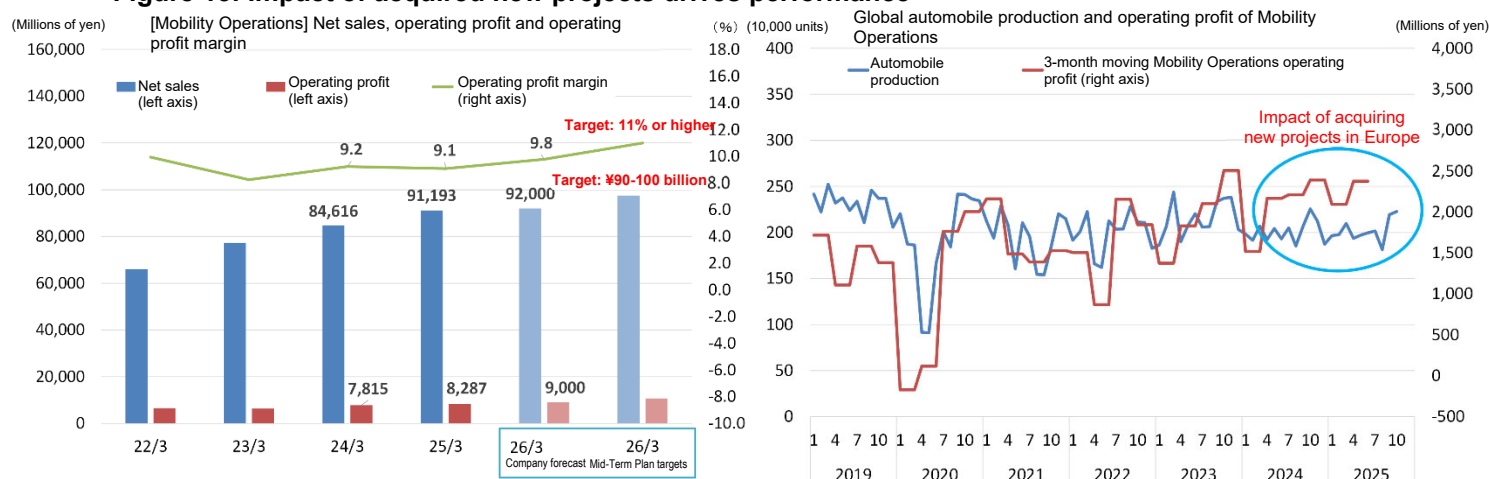 Figure 10: Impact of acquired new projects drives performance
(Millions of yen)
[Mobility Operations] Net sales, operating profit and operating
profit margin
(%)
160,000
140,000
120,000
100,000
80,000
60,000
40,000
20,000
0
18.0
16.0
14.0
12.0
10.0
8.0
6.0
4.0
2.0
0.0
-2.0
-4.0
-6.0
-8.0
-10.0
Net sales
(left axis)
Operating profit
(left axis)
Operating profit margin
(right axis)
Target: 11% or higher
9.2
9.1
9.8
Target: ¥90-100 billion
84,616
91,193
92,000
7,815
8,287
9,000
22/3
23/3
24/3
25/3
26/3
26/3
Company forecast
Mid-Term Plan targets
(10,000 units)
Global automobile production and operating profit of Mobility
Operations
(Millions of yen)
400
350
300
250
200
150
100
50
0
4,000
3,500
3,000
2,500
2,000
1,500
1,000
500
0
-500
Automobile
production
3-month moving Mobility Operations operating
profit (right axis)
Impact of acquiring
new projects in Europe
1 4 7 10 1 4 7 10 1 4 7 10 1 4 7 10 1 4 7 10 1 4 7 10 1 4 7 10
2019 2020 2021 2022 2023 2024 2025